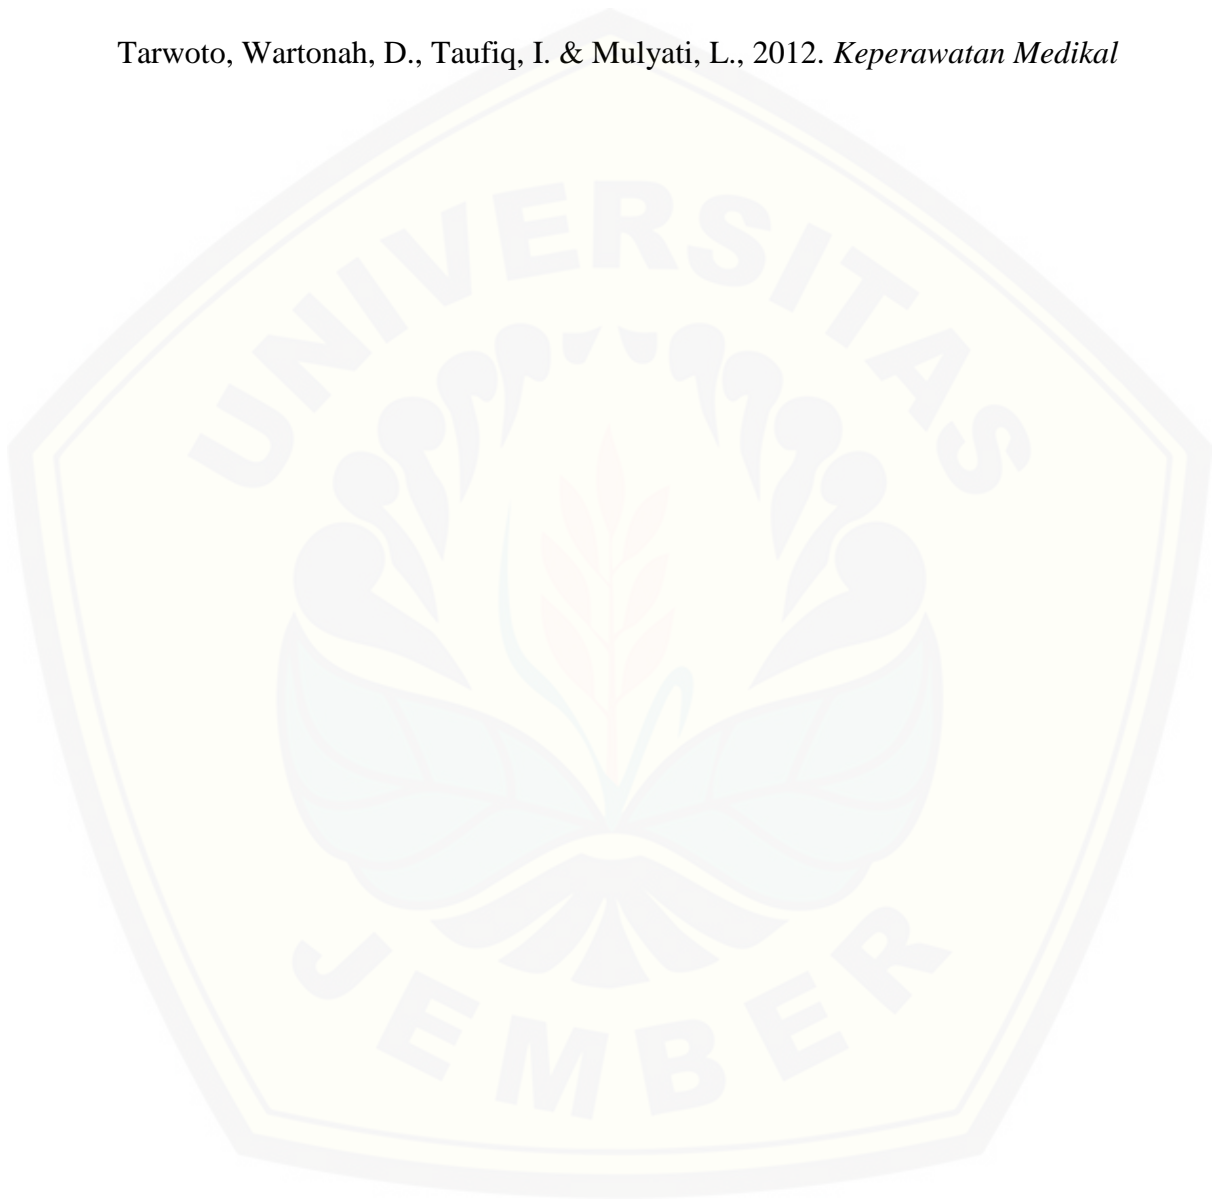 Tarwoto, Wartonah, D., Taufiq, I. & Mulyati, L., 2012. Keperawatan Medikal
UNIVERSITAS
JEMBER